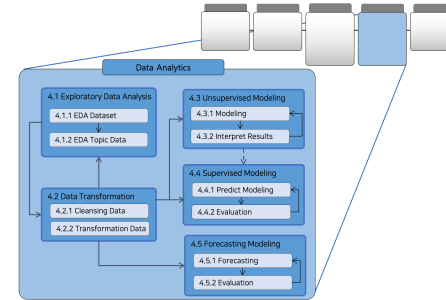 Data Analytics
4.1 Exploratory Data Analysis
4.1.1 EDA Dataset
4.1.2 EDA Topic Data
4.2 Data Transformation
4.2.1 Cleansing Data
4.2.2 Transformation Data
4.3 Unsupervised Modeling
4.3.1 Modeling
4.3.2 Interpret Results
4.4 Supervised Modeling
4.4.1 Predict Modeling
4.4.2 Evaluation
4.5 Forecasting Modeling
4.5.1 Forecasting
4.5.2 Evaluation